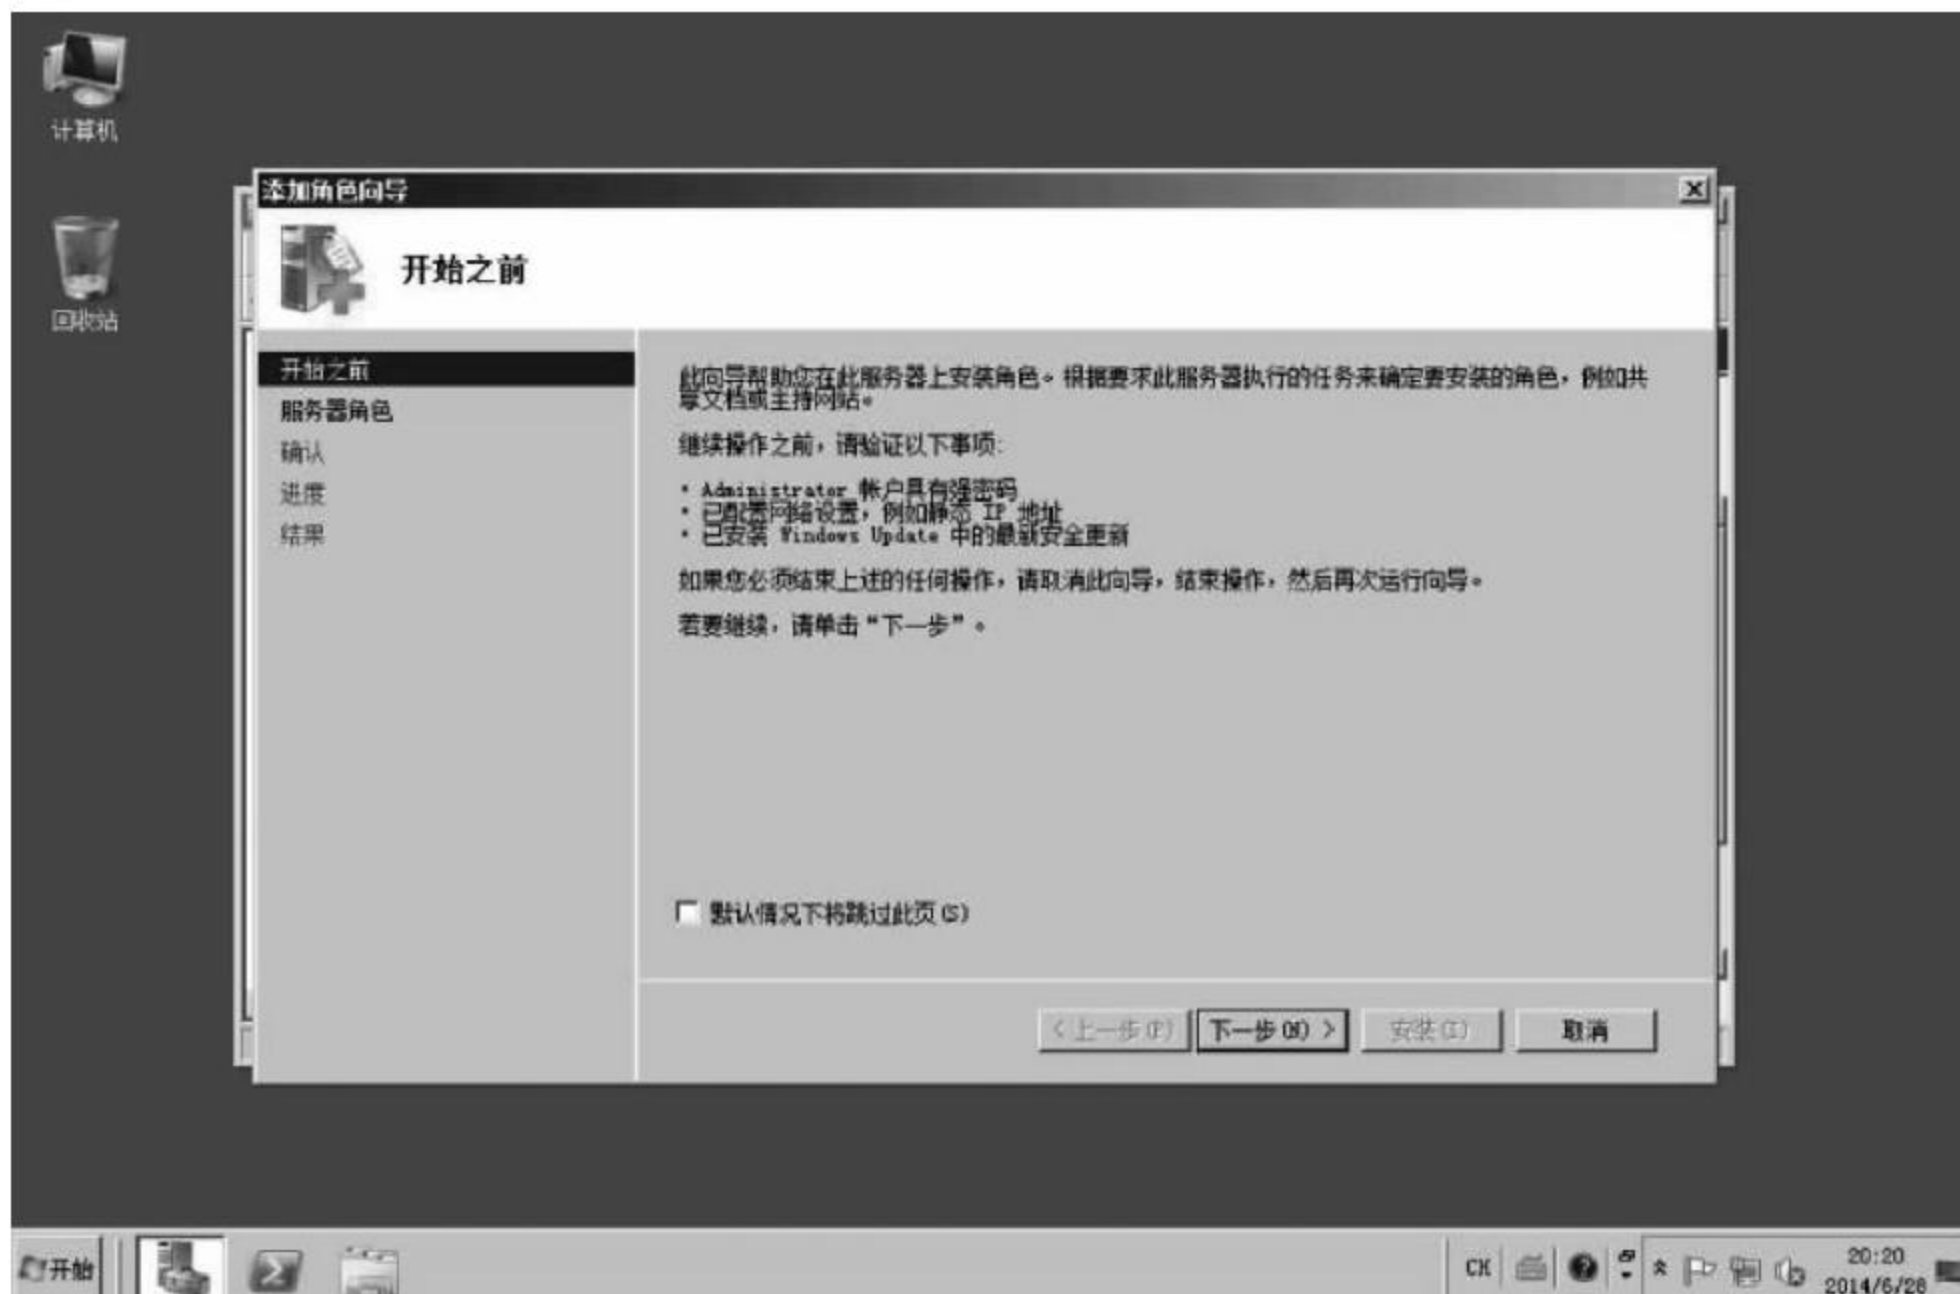 计算机
回收站
添加角色向导
开始之前
开始之前
服务器角色
确认
进度
结果
此向导帮助您在此服务器上安装角色。根据要求此服务器执行的任务来确定要安装的角色，例如共
享文档或主持网站。
继续操作之前，请验证以下事项:
• Administrator 帐户具有强密码
• 已配置网络设置，例如静态 IP 地址
• 已安装 Windows Update 中的最新安全更新
如果您必须结束上述的任何操作，请取消此向导，结束操作，然后再次运行向导。
若要继续，请单击“下一步”。
默认情况下将跳过此页(S)
<上一步(P) 下一步(N) > 安装(I) 取消
开始 CH 20:20
2014/6/28